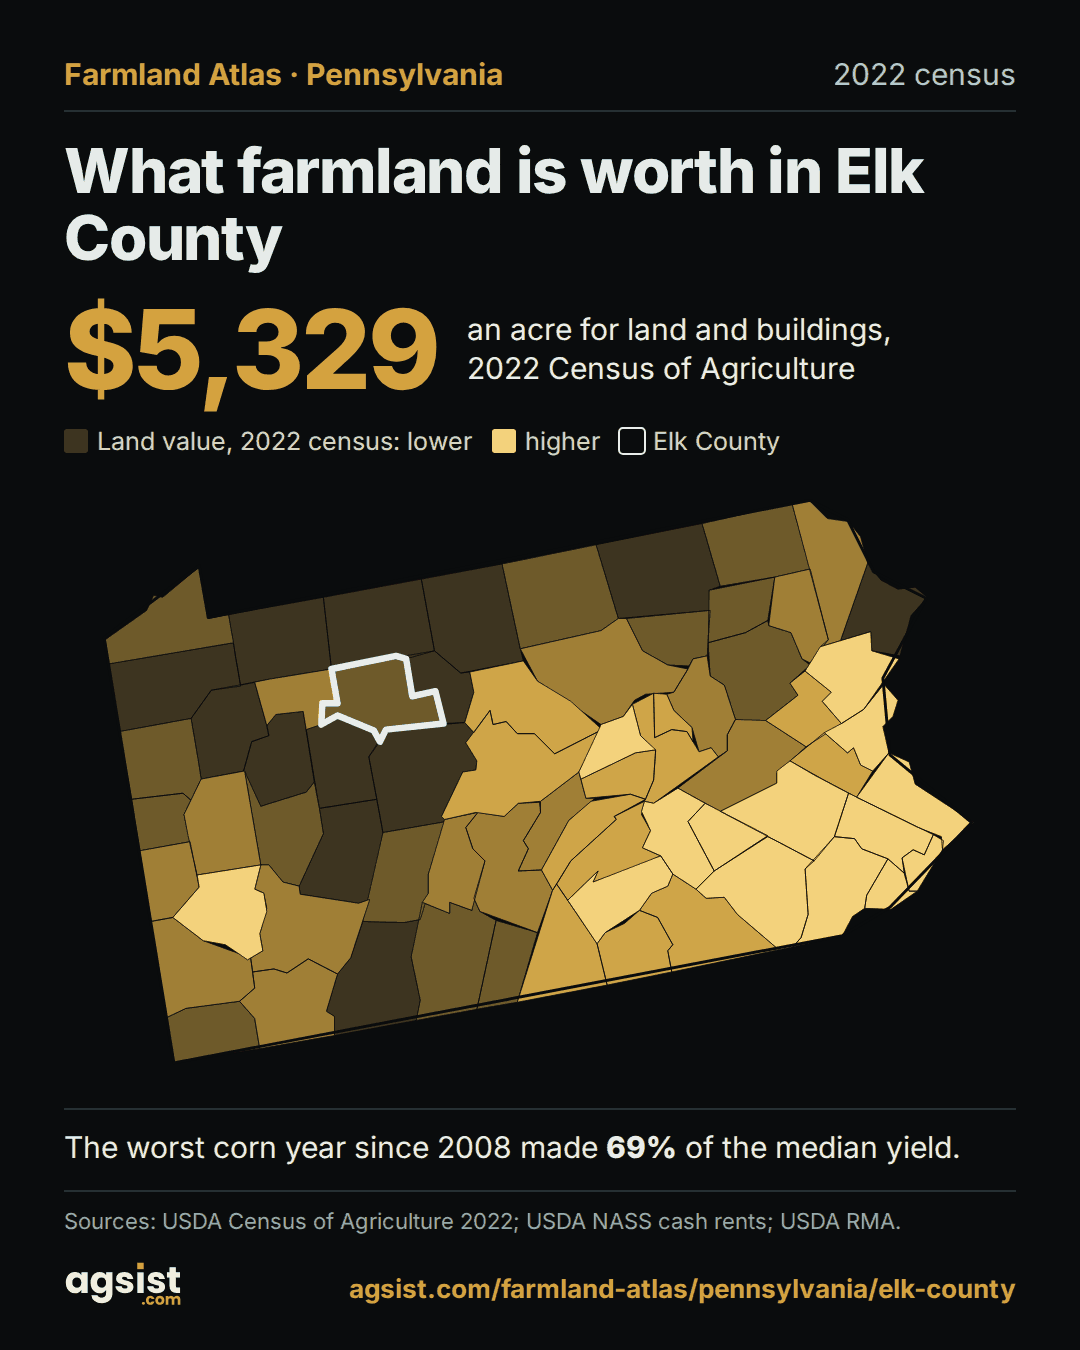 Farmland Atlas · Pennsylvania
2022 census
What farmland is worth in Elk
County
$5,329
an acre for land and buildings,
2022 Census of Agriculture
Land value, 2022 census: lower
higher
Elk County
The worst corn year since 2008 made 69% of the median yield.
Sources: USDA Census of Agriculture 2022; USDA NASS cash rents; USDA RMA.
agsist
.com
agsist.com/farmland-atlas/pennsylvania/elk-county